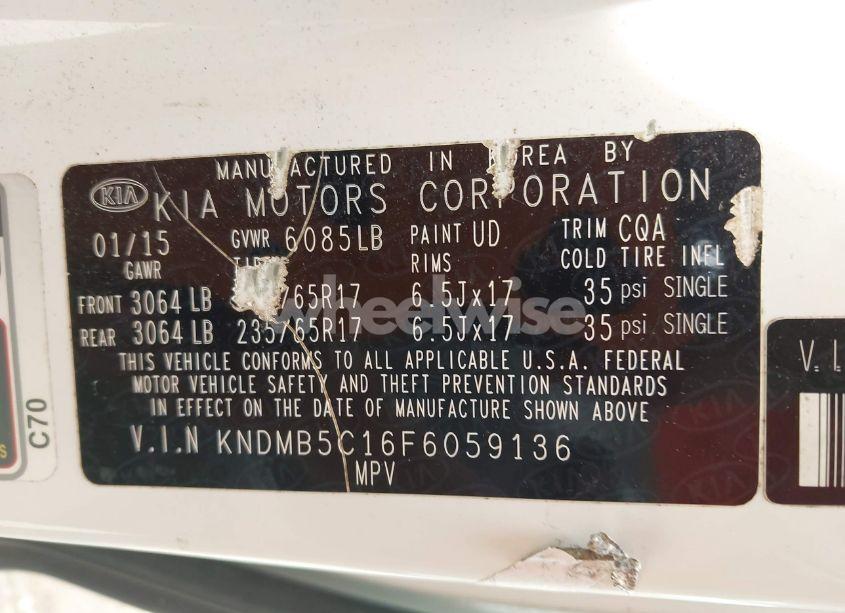 MANUFACTURED IN KOREA BY
KIA KIA MOTORS CORPORATION
01/15 GVWR 6085LB PAINT UD TRIM CQA
GAWR RIMS COLD TIRE INFL
FRONT 3064 LB /65R17 6.5Jx17 35 psi SINGLE
REAR 3064 LB 235/65R17 6.5Jx17 35 psi SINGLE
THIS VEHICLE CONFORMS TO ALL APPLICABLE U.S.A. FEDERAL
MOTOR VEHICLE SAFETY AND THEFT PREVENTION STANDARDS
IN EFFECT ON THE DATE OF MANUFACTURE SHOWN ABOVE
V.I.N KNDMB5C16F6059136
MPV
C70
V.I.
wheelwise